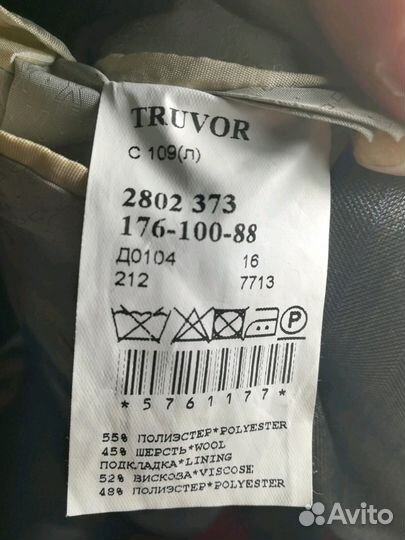 TRUVOR
С 109(л)
2802 373
176-100-88
Д0104 16
212 7713
P
*5761177*
55% ПОЛИЭСТЕР*POLYESTER
45% ШЕРСТЬ*WOOL
ПОДКЛАДКА*LINING
52% ВИСКОЗА*VISCOSE
48% ПОЛИЭСТЕР*POLYESTER
Avito